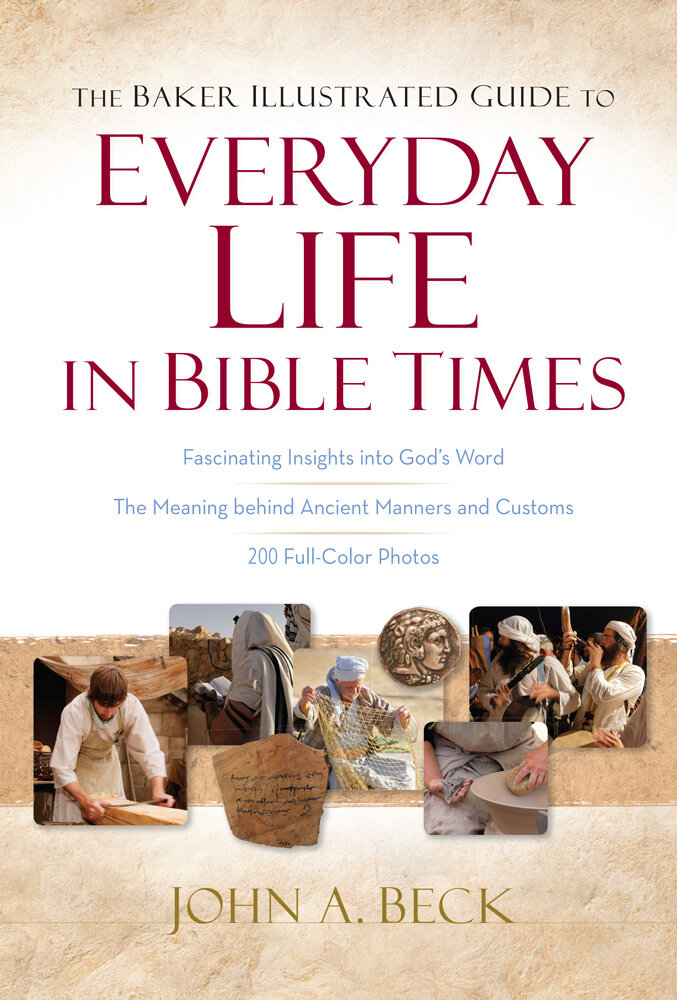 THE BAKER ILLUSTRATED GUIDE TO
EVERYDAY
LIFE
IN BIBLE TIMES
Fascinating Insights into God's Word
The Meaning behind Ancient Manners and Customs
200 Full-Color Photos
JOHN A. BECK